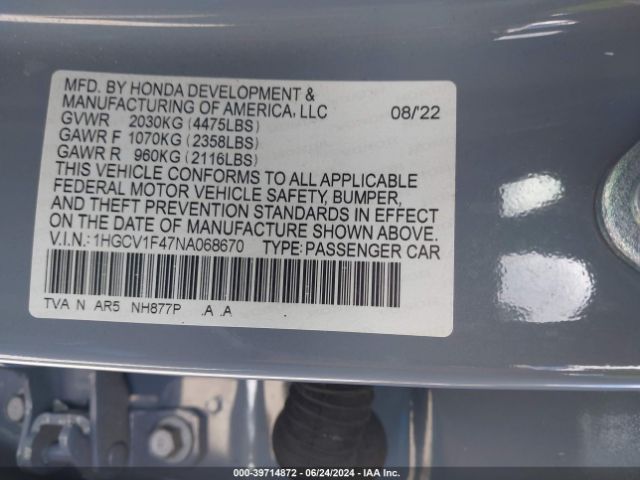 MFD. BY HONDA DEVELOPMENT &
MANUFACTURING OF AMERICA, LLC 08/22
GVWR 2030KG (4475LBS)
GAWR F 1070KG (2358LBS)
GAWR R 960KG (2116LBS)
THIS VEHICLE CONFORMS TO ALL APPLICABLE
FEDERAL MOTOR VEHICLE SAFETY, BUMPER,
AND THEFT PREVENTION STANDARDS IN EFFECT
ON THE DATE OF MANUFACTURE SHOWN ABOVE.
V.I.N.: 1HGCV1F47NA068670 TYPE: PASSENGER CAR
TVA N AR5 NH877P .A .A
000-39714872 - 06/24/2024 - IAA Inc.